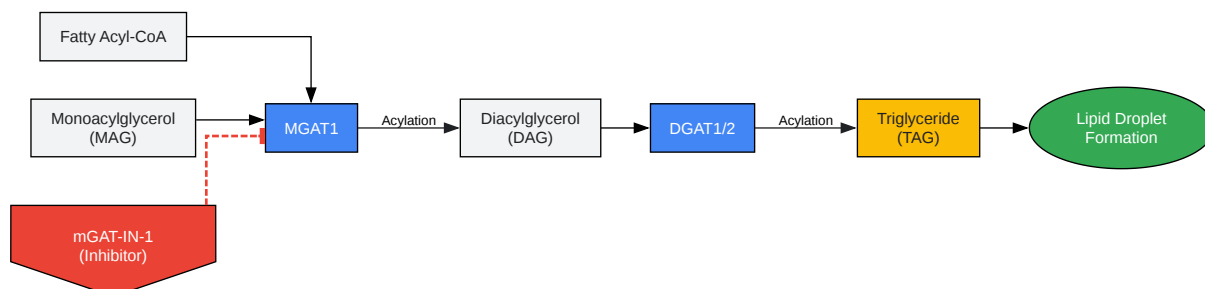 Fatty Acyl-CoA
Monoacylglycerol
(MAG)
MGAT1
Acylation
Diacylglycerol
(DAG)
DGAT1/2
Acylation
Triglyceride
(TAG)
Lipid Droplet
Formation
mGAT-IN-1
(Inhibitor)